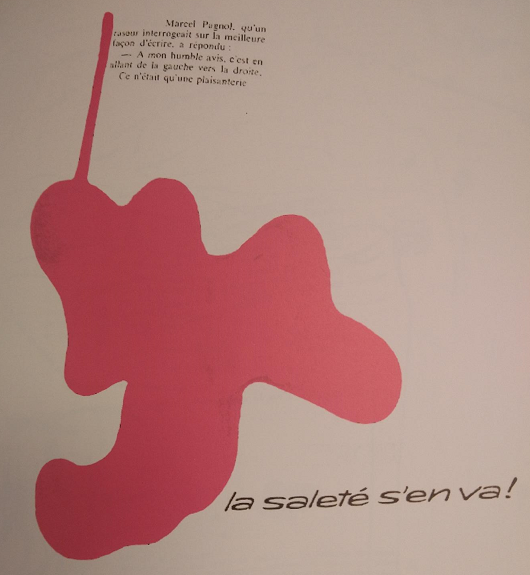 Marcel Pagnol, qu'un
raseur interrogeait sur la meilleure
façon d'écrire, a répondu :
— A mon humble avis, c'est en
allant de la gauche vers la droite.
Ce n'était qu'une plaisanterie
la saleté s'en va!